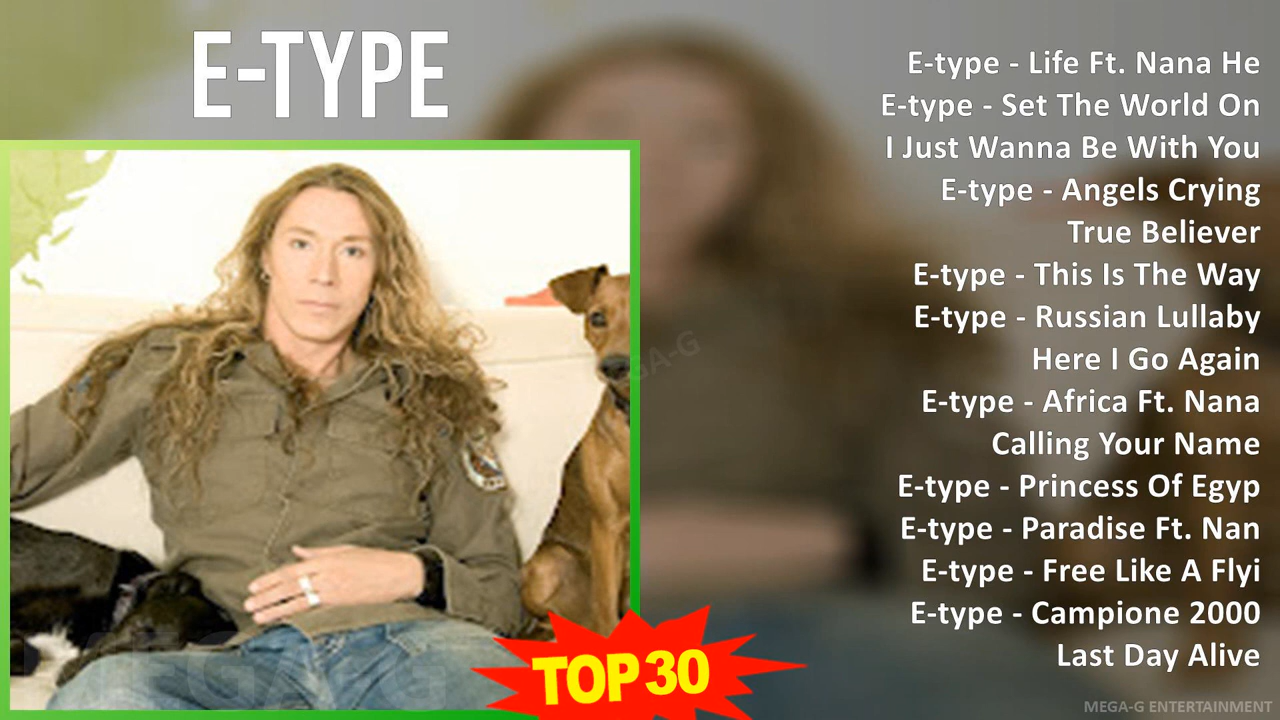 E-TYPE
E-type - Life Ft. Nana He
E-type - Set The World On
I Just Wanna Be With You
E-type - Angels Crying
True Believer
E-type - This Is The Way
E-type - Russian Lullaby
Here I Go Again
E-type - Africa Ft. Nana
Calling Your Name
E-type - Princess Of Egyp
E-type - Paradise Ft. Nan
E-type - Free Like A Flyi
E-type - Campione 2000
Last Day Alive
TOP 30
MEGA-G
MEGA-G ENTERTAINMENT